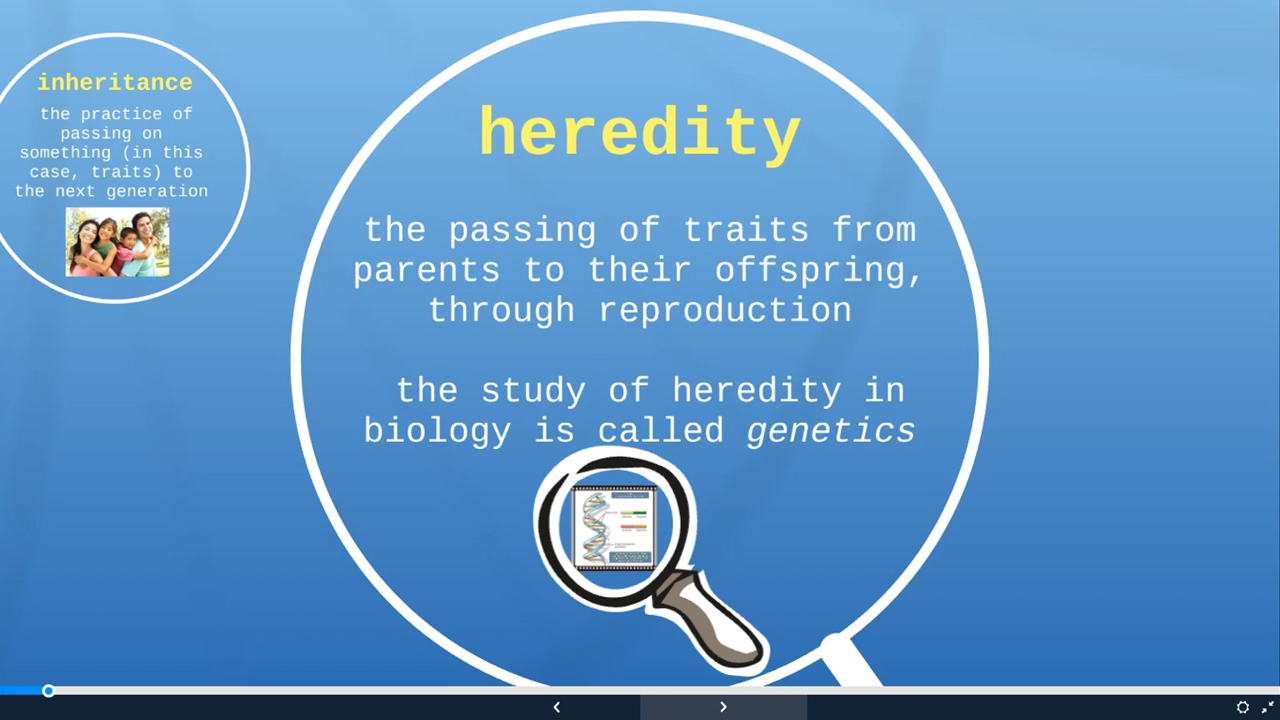 inheritance
the practice of
passing on
something (in this
case, traits) to
the next generation
heredity
the passing of traits from
parents to their offspring,
through reproduction
the study of heredity in
biology is called genetics